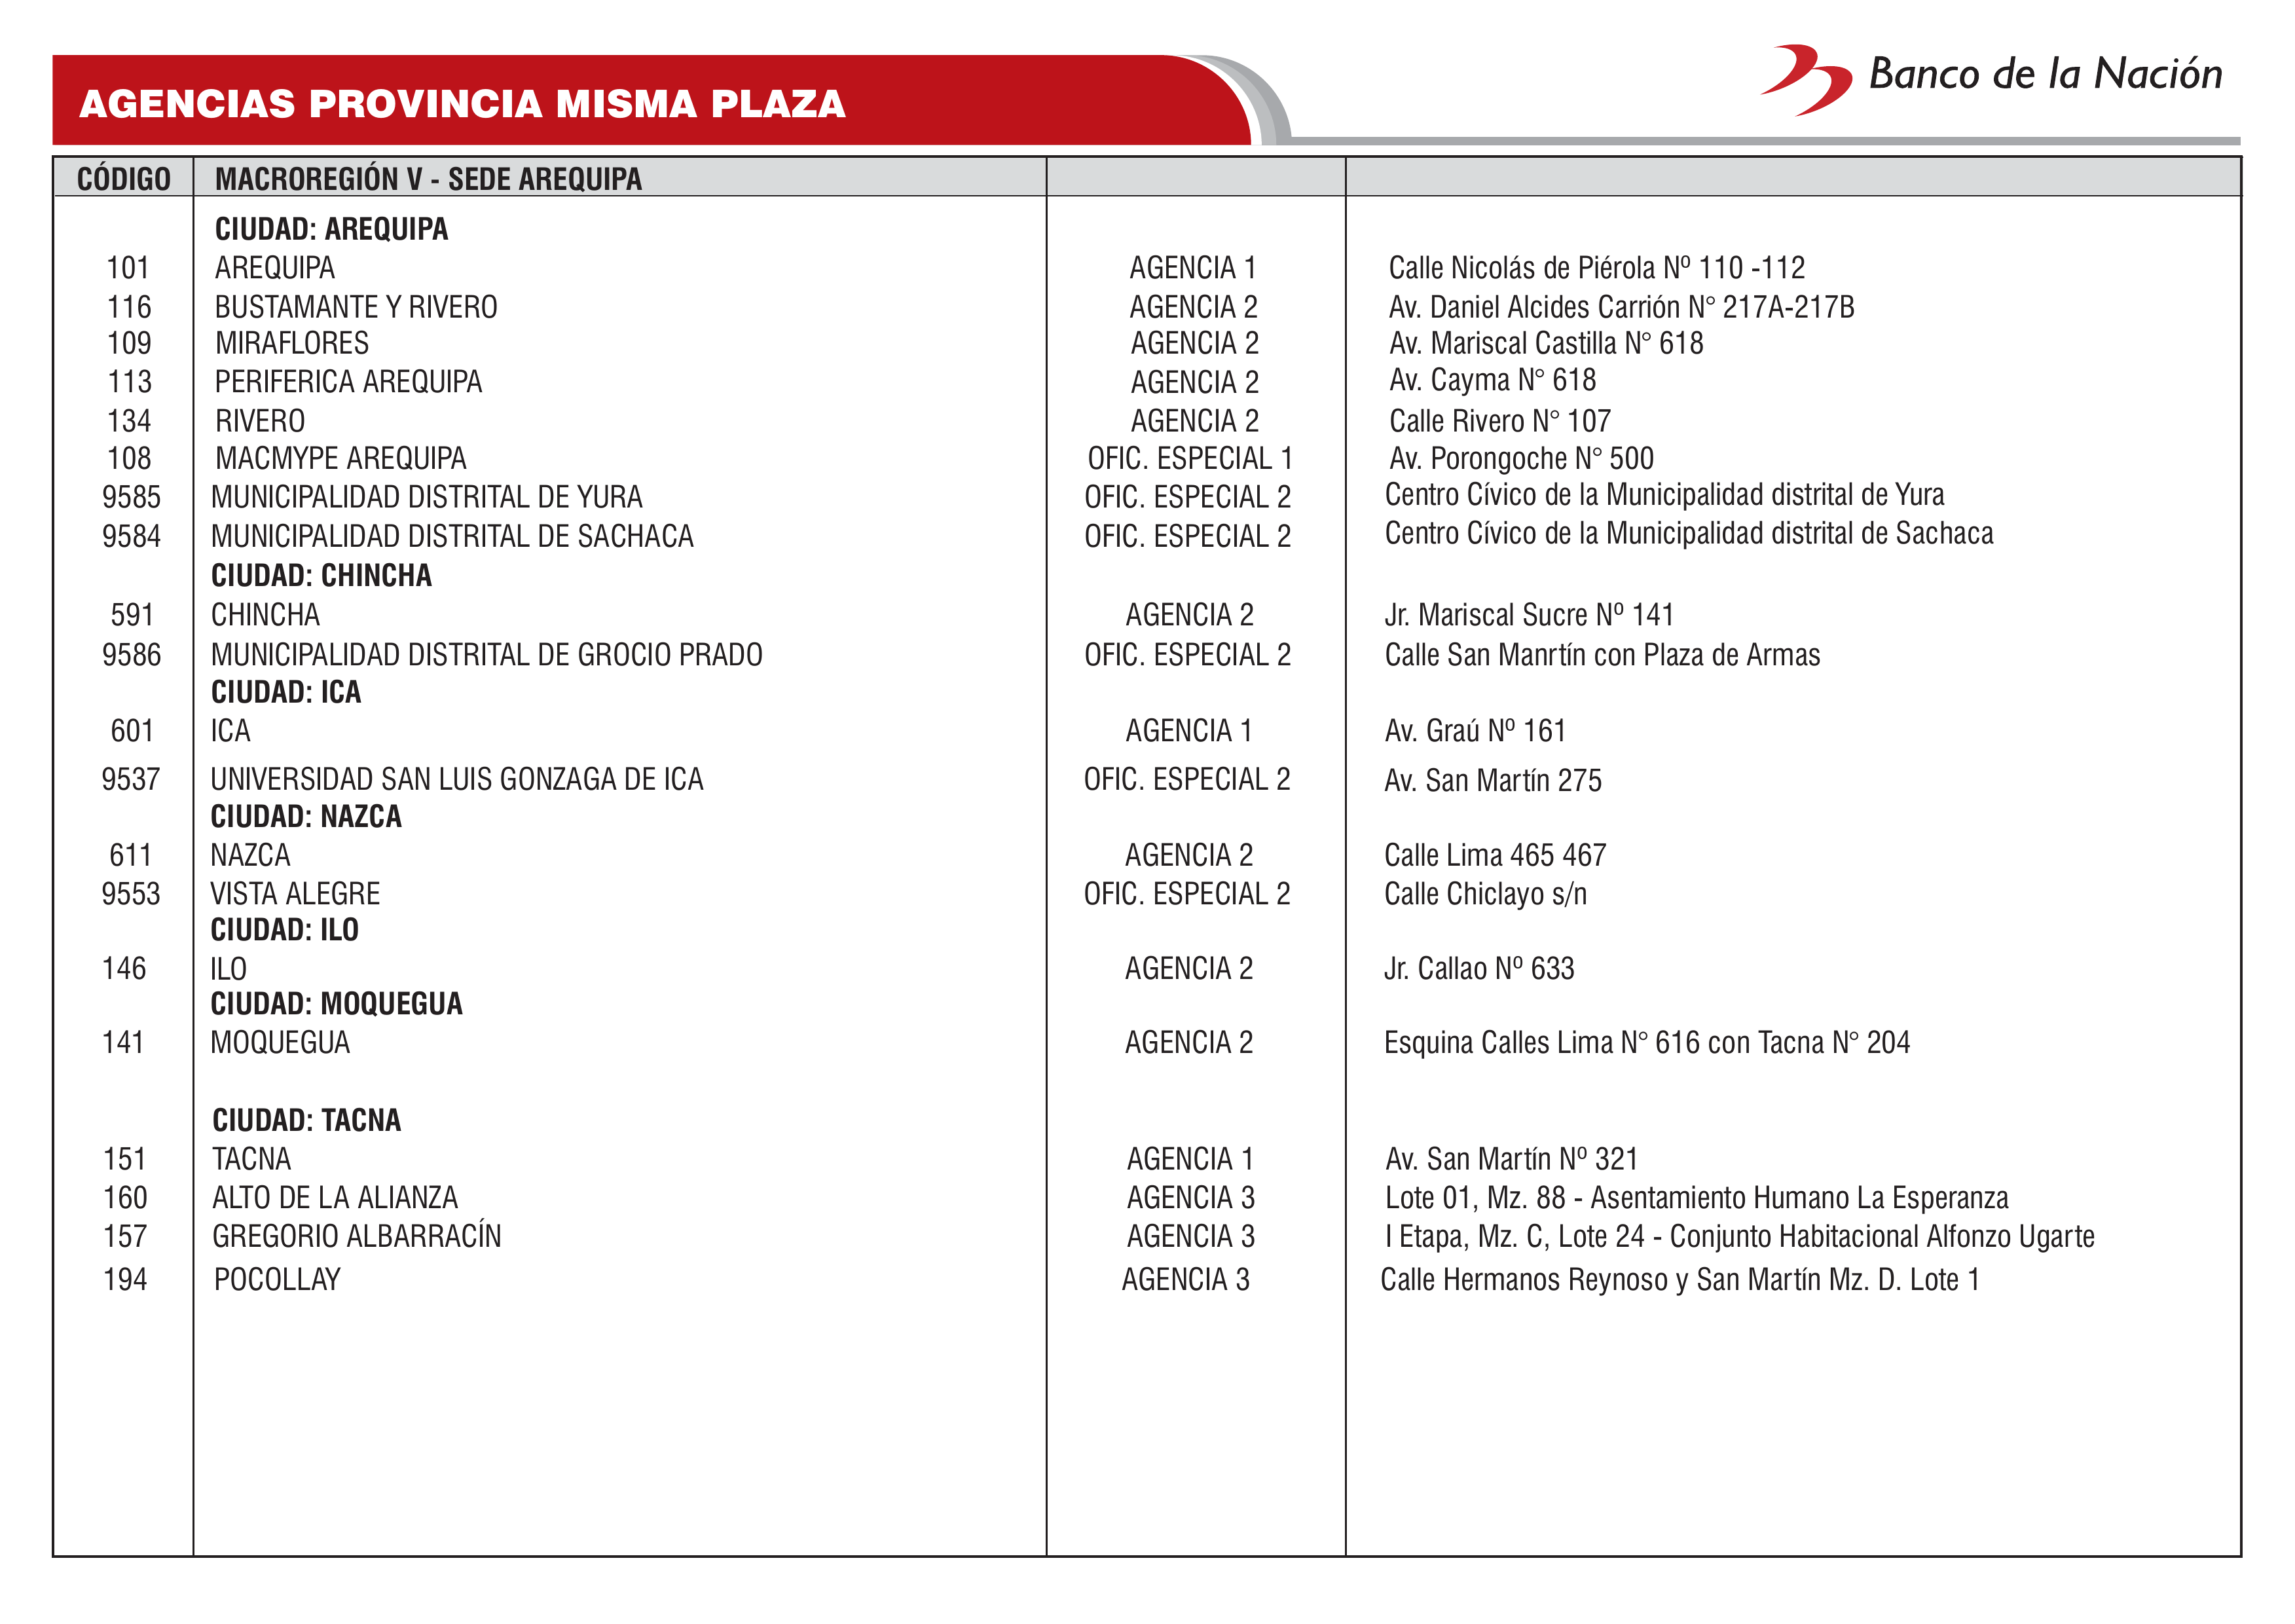 AGENCIAS PROVINCIA MISMA PLAZA
Banco de la Nación
CÓDIGO MACROREGIÓN V - SEDE AREQUIPA
CIUDAD: AREQUIPA
101 AREQUIPA AGENCIA 1 Calle Nicolás de Piérola Nº 110 -112
116 BUSTAMANTE Y RIVERO AGENCIA 2 Av. Daniel Alcides Carrión N° 217A-217B
109 MIRAFLORES AGENCIA 2 Av. Mariscal Castilla N° 618
113 PERIFERICA AREQUIPA AGENCIA 2 Av. Cayma N° 618
134 RIVERO AGENCIA 2 Calle Rivero N° 107
108 MACMYPE AREQUIPA OFIC. ESPECIAL 1 Av. Porongoche N° 500
9585 MUNICIPALIDAD DISTRITAL DE YURA OFIC. ESPECIAL 2 Centro Cívico de la Municipalidad distrital de Yura
9584 MUNICIPALIDAD DISTRITAL DE SACHACA OFIC. ESPECIAL 2 Centro Cívico de la Municipalidad distrital de Sachaca
CIUDAD: CHINCHA
591 CHINCHA AGENCIA 2 Jr. Mariscal Sucre Nº 141
9586 MUNICIPALIDAD DISTRITAL DE GROCIO PRADO OFIC. ESPECIAL 2 Calle San Manrtín con Plaza de Armas
CIUDAD: ICA
601 ICA AGENCIA 1 Av. Graú Nº 161
9537 UNIVERSIDAD SAN LUIS GONZAGA DE ICA OFIC. ESPECIAL 2 Av. San Martín 275
CIUDAD: NAZCA
611 NAZCA AGENCIA 2 Calle Lima 465 467
9553 VISTA ALEGRE OFIC. ESPECIAL 2 Calle Chiclayo s/n
CIUDAD: ILO
146 ILO AGENCIA 2 Jr. Callao Nº 633
CIUDAD: MOQUEGUA
141 MOQUEGUA AGENCIA 2 Esquina Calles Lima N° 616 con Tacna N° 204
CIUDAD: TACNA
151 TACNA AGENCIA 1 Av. San Martín Nº 321
160 ALTO DE LA ALIANZA AGENCIA 3 Lote 01, Mz. 88 - Asentamiento Humano La Esperanza
157 GREGORIO ALBARRACÍN AGENCIA 3 I Etapa, Mz. C, Lote 24 - Conjunto Habitacional Alfonzo Ugarte
194 POCOLLAY AGENCIA 3 Calle Hermanos Reynoso y San Martín Mz. D. Lote 1